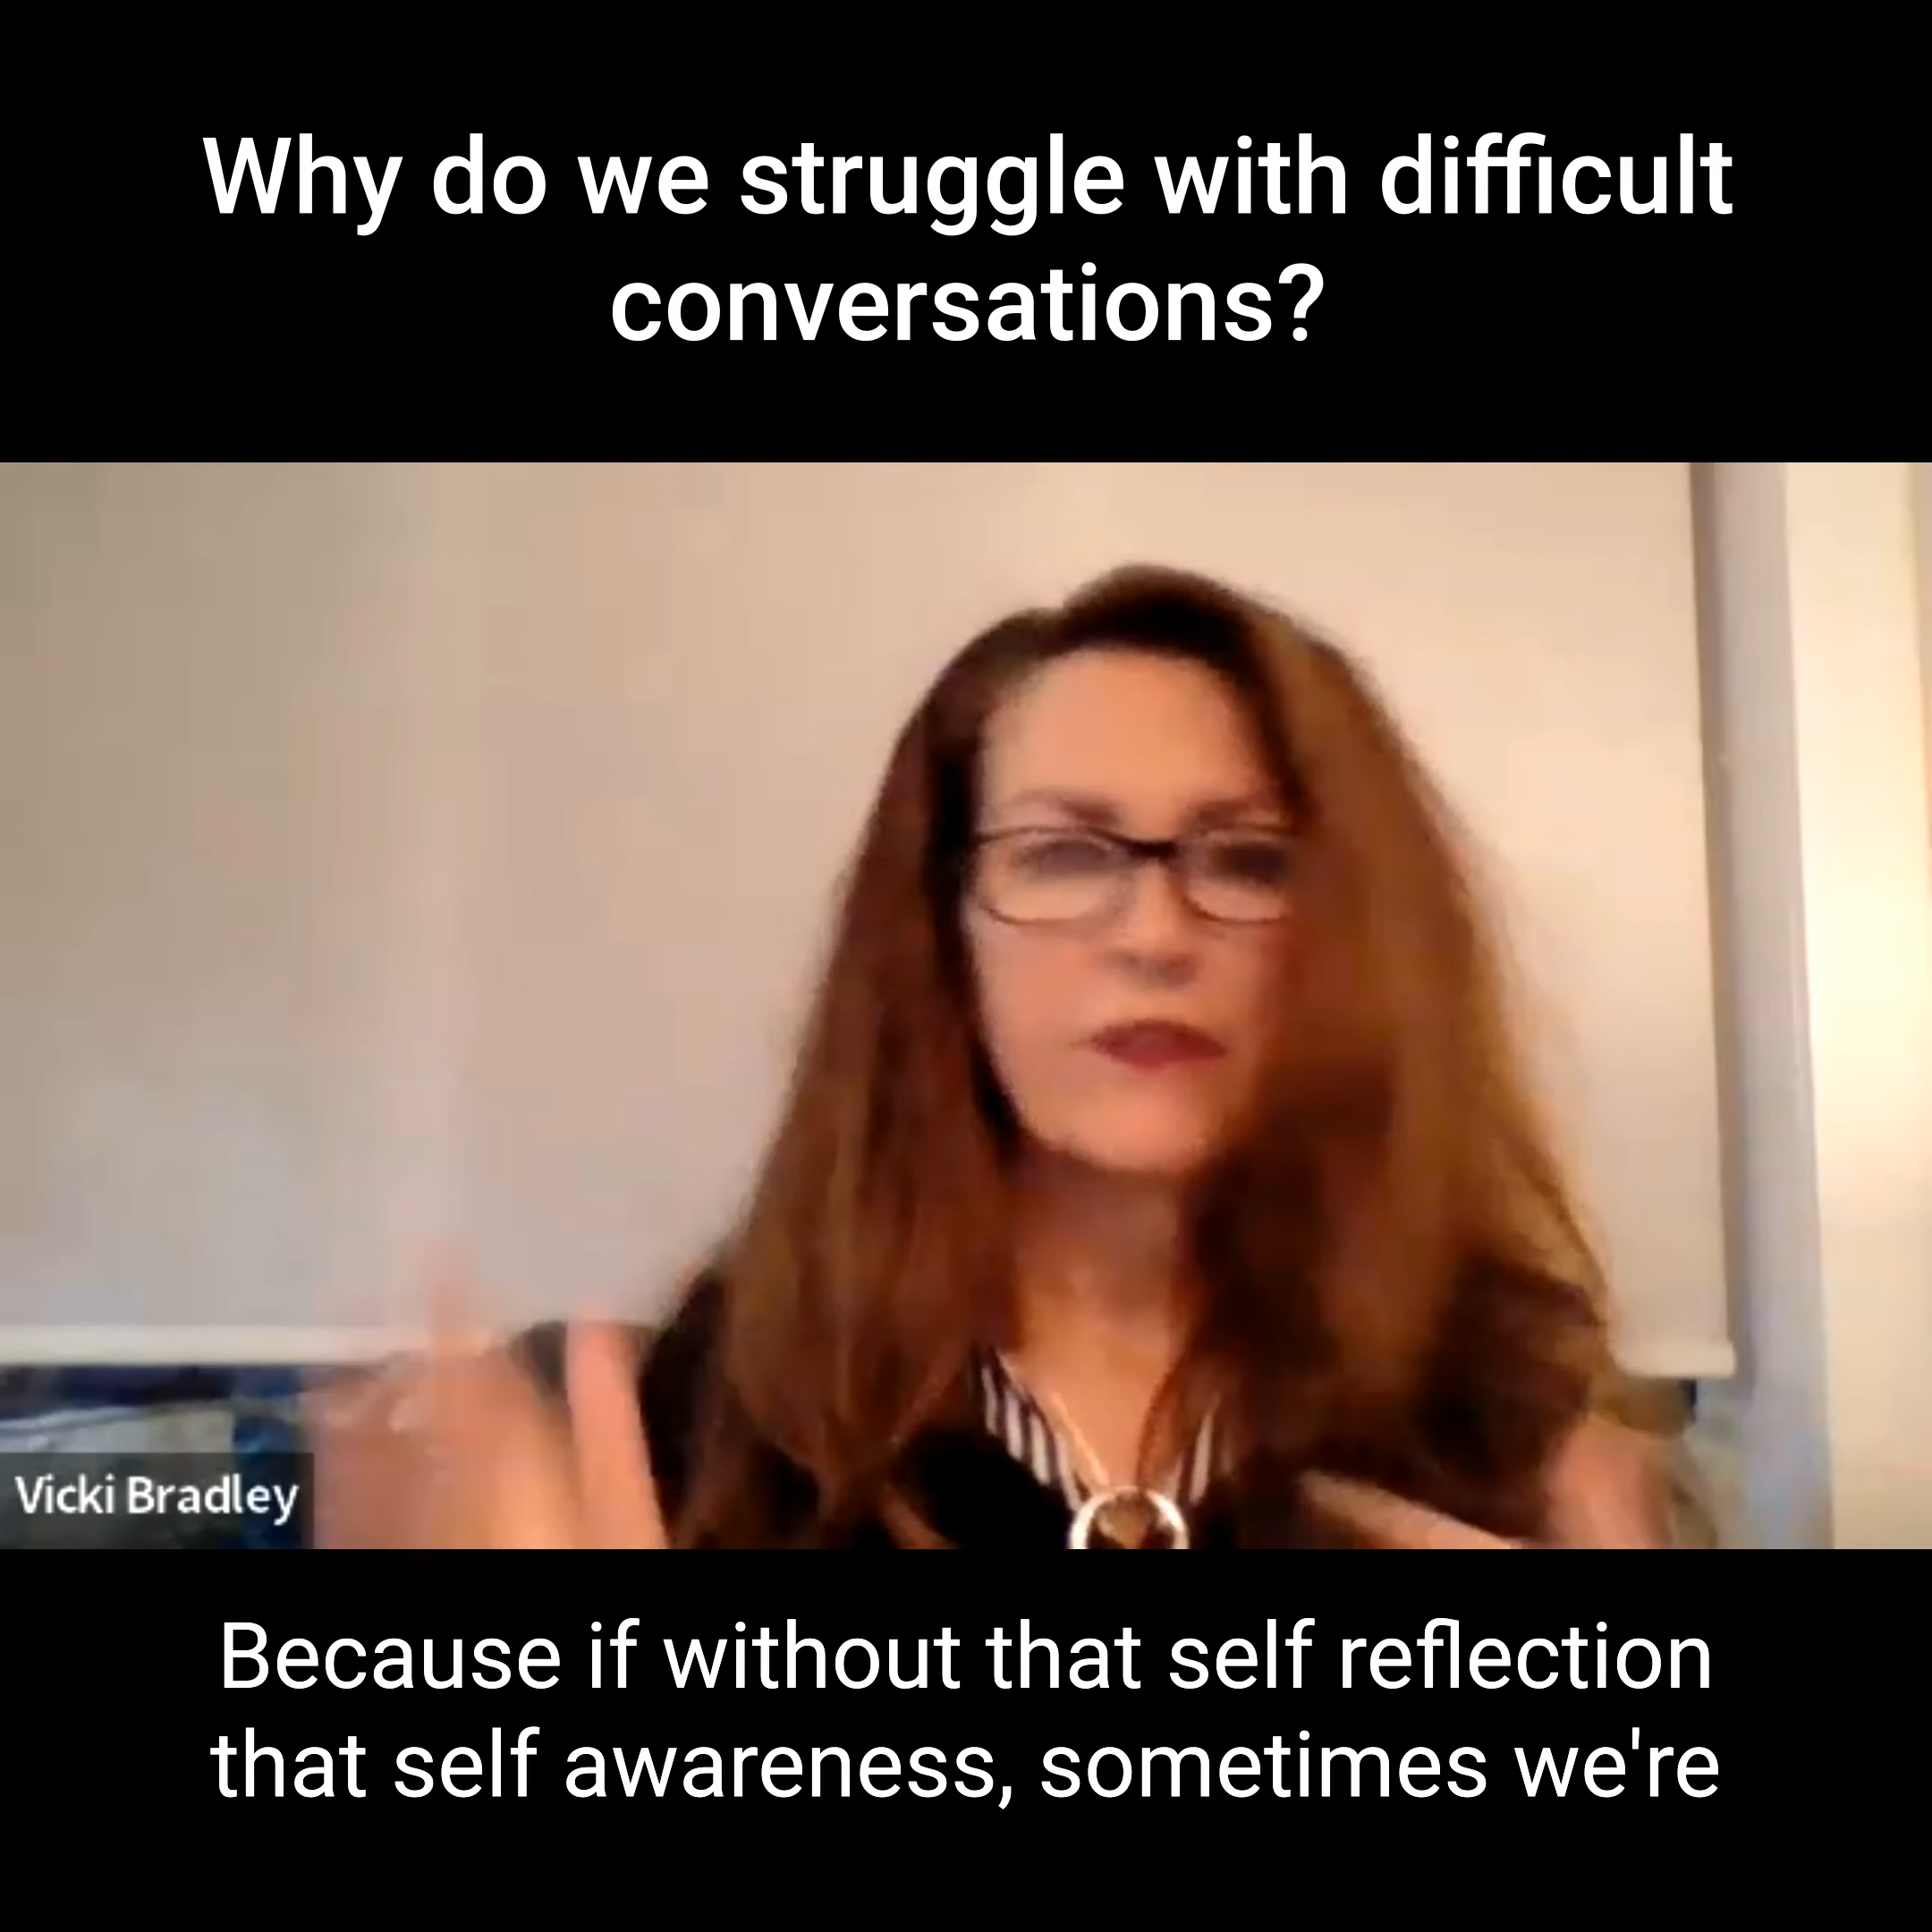 Why do we struggle with difficult
conversations?
Vicki Bradley
Because if without that self reflection
that self awareness, sometimes we're